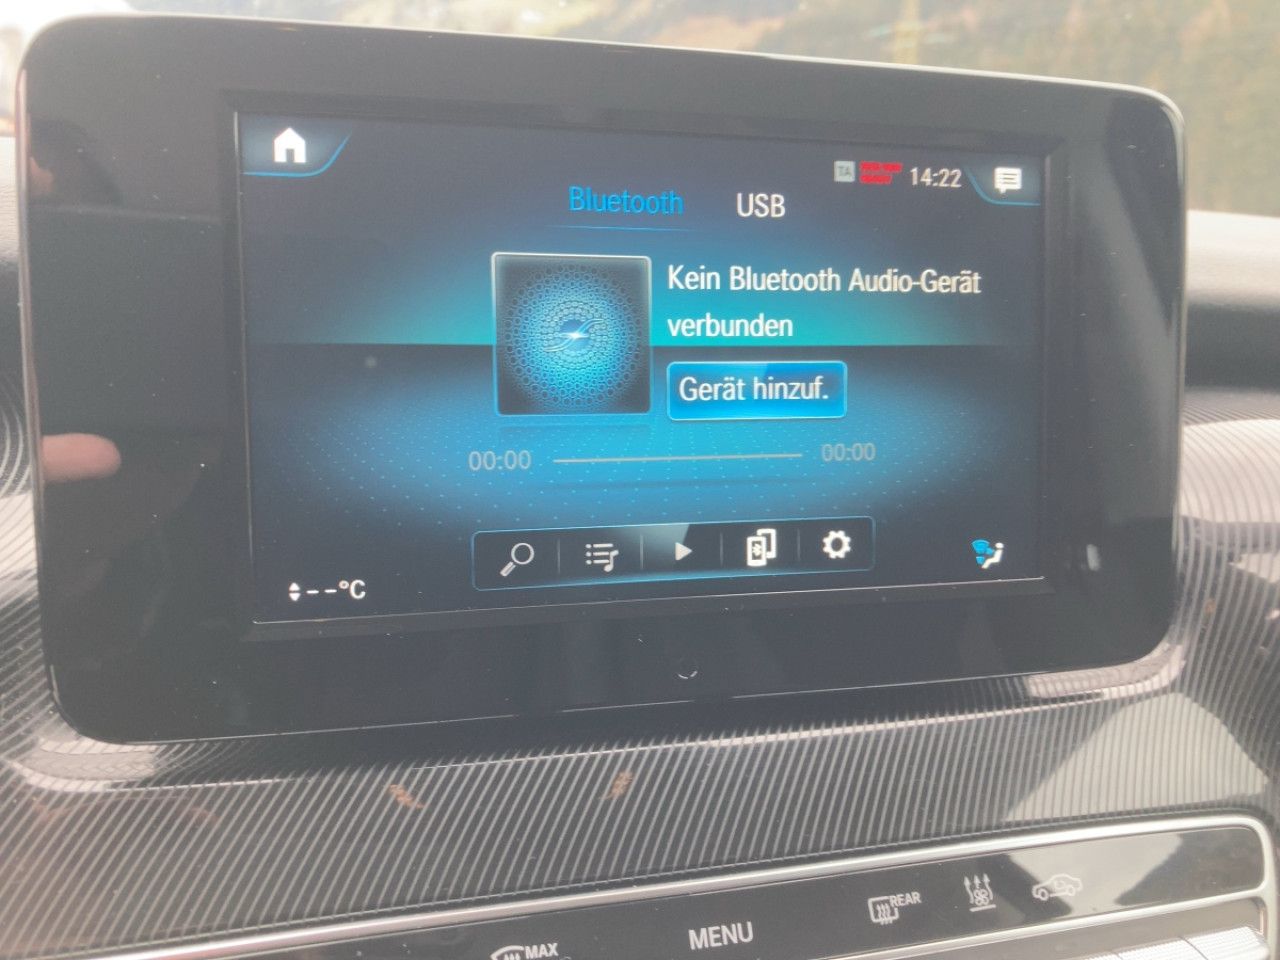 TA 14:22
Bluetooth USB
Kein Bluetooth Audio-Gerät
verbunden
Gerät hinzuf.
00:00 00:00
--°C
REAR
MAX MENU